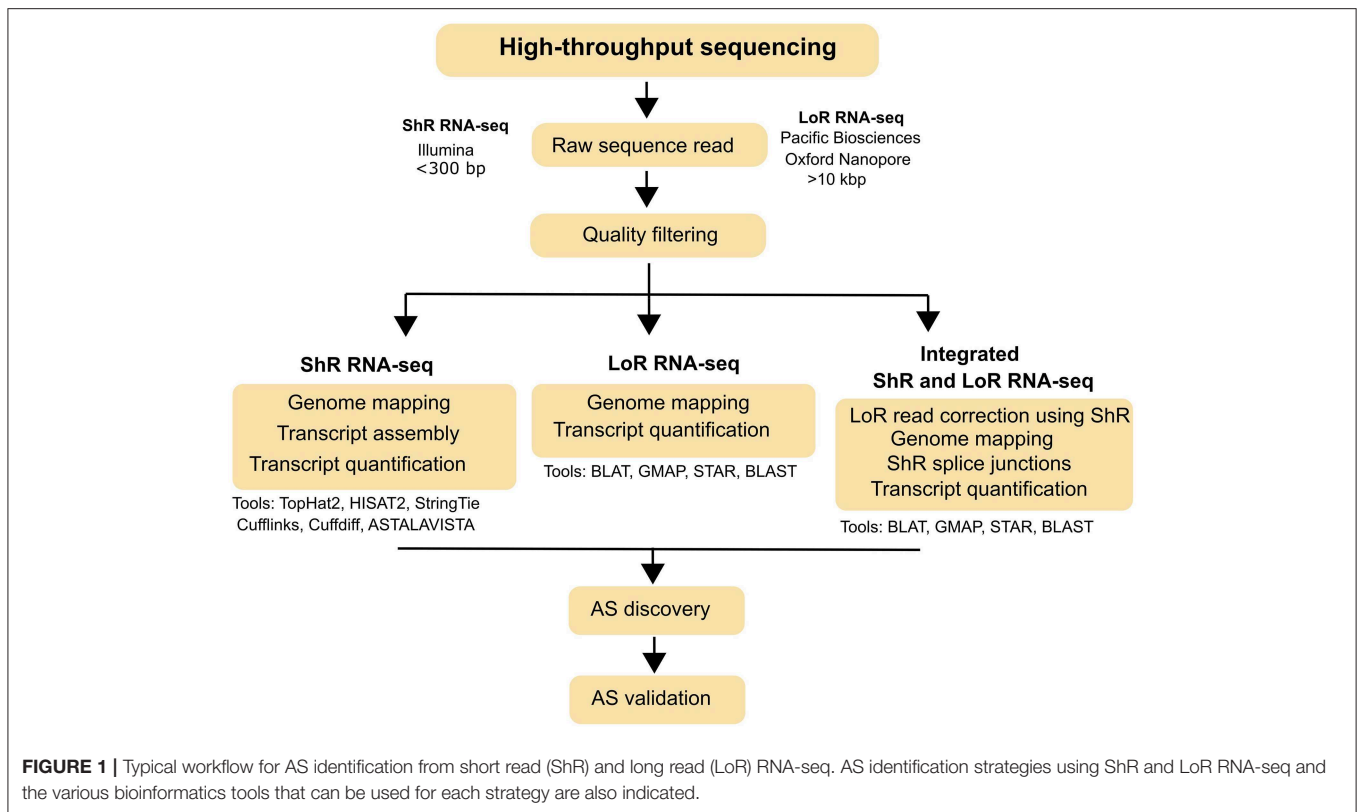 High-throughput sequencing
ShR RNA-seq
Illumina
<300 bp
Raw sequence read
LoR RNA-seq
Pacific Biosciences
Oxford Nanopore
>10 kbp
Quality filtering
ShR RNA-seq
Genome mapping
Transcript assembly
Transcript quantification
Tools: TopHat2, HISAT2, StringTie
Cufflinks, Cuffdiff, ASTALAVISTA
LoR RNA-seq
Genome mapping
Transcript quantification
Tools: BLAT, GMAP, STAR, BLAST
Integrated
ShR and LoR RNA-seq
LoR read correction using ShR
Genome mapping
ShR splice junctions
Transcript quantification
Tools: BLAT, GMAP, STAR, BLAST
AS discovery
AS validation
FIGURE 1 | Typical workflow for AS identification from short read (ShR) and long read (LoR) RNA-seq. AS identification strategies using ShR and LoR RNA-seq and
the various bioinformatics tools that can be used for each strategy are also indicated.